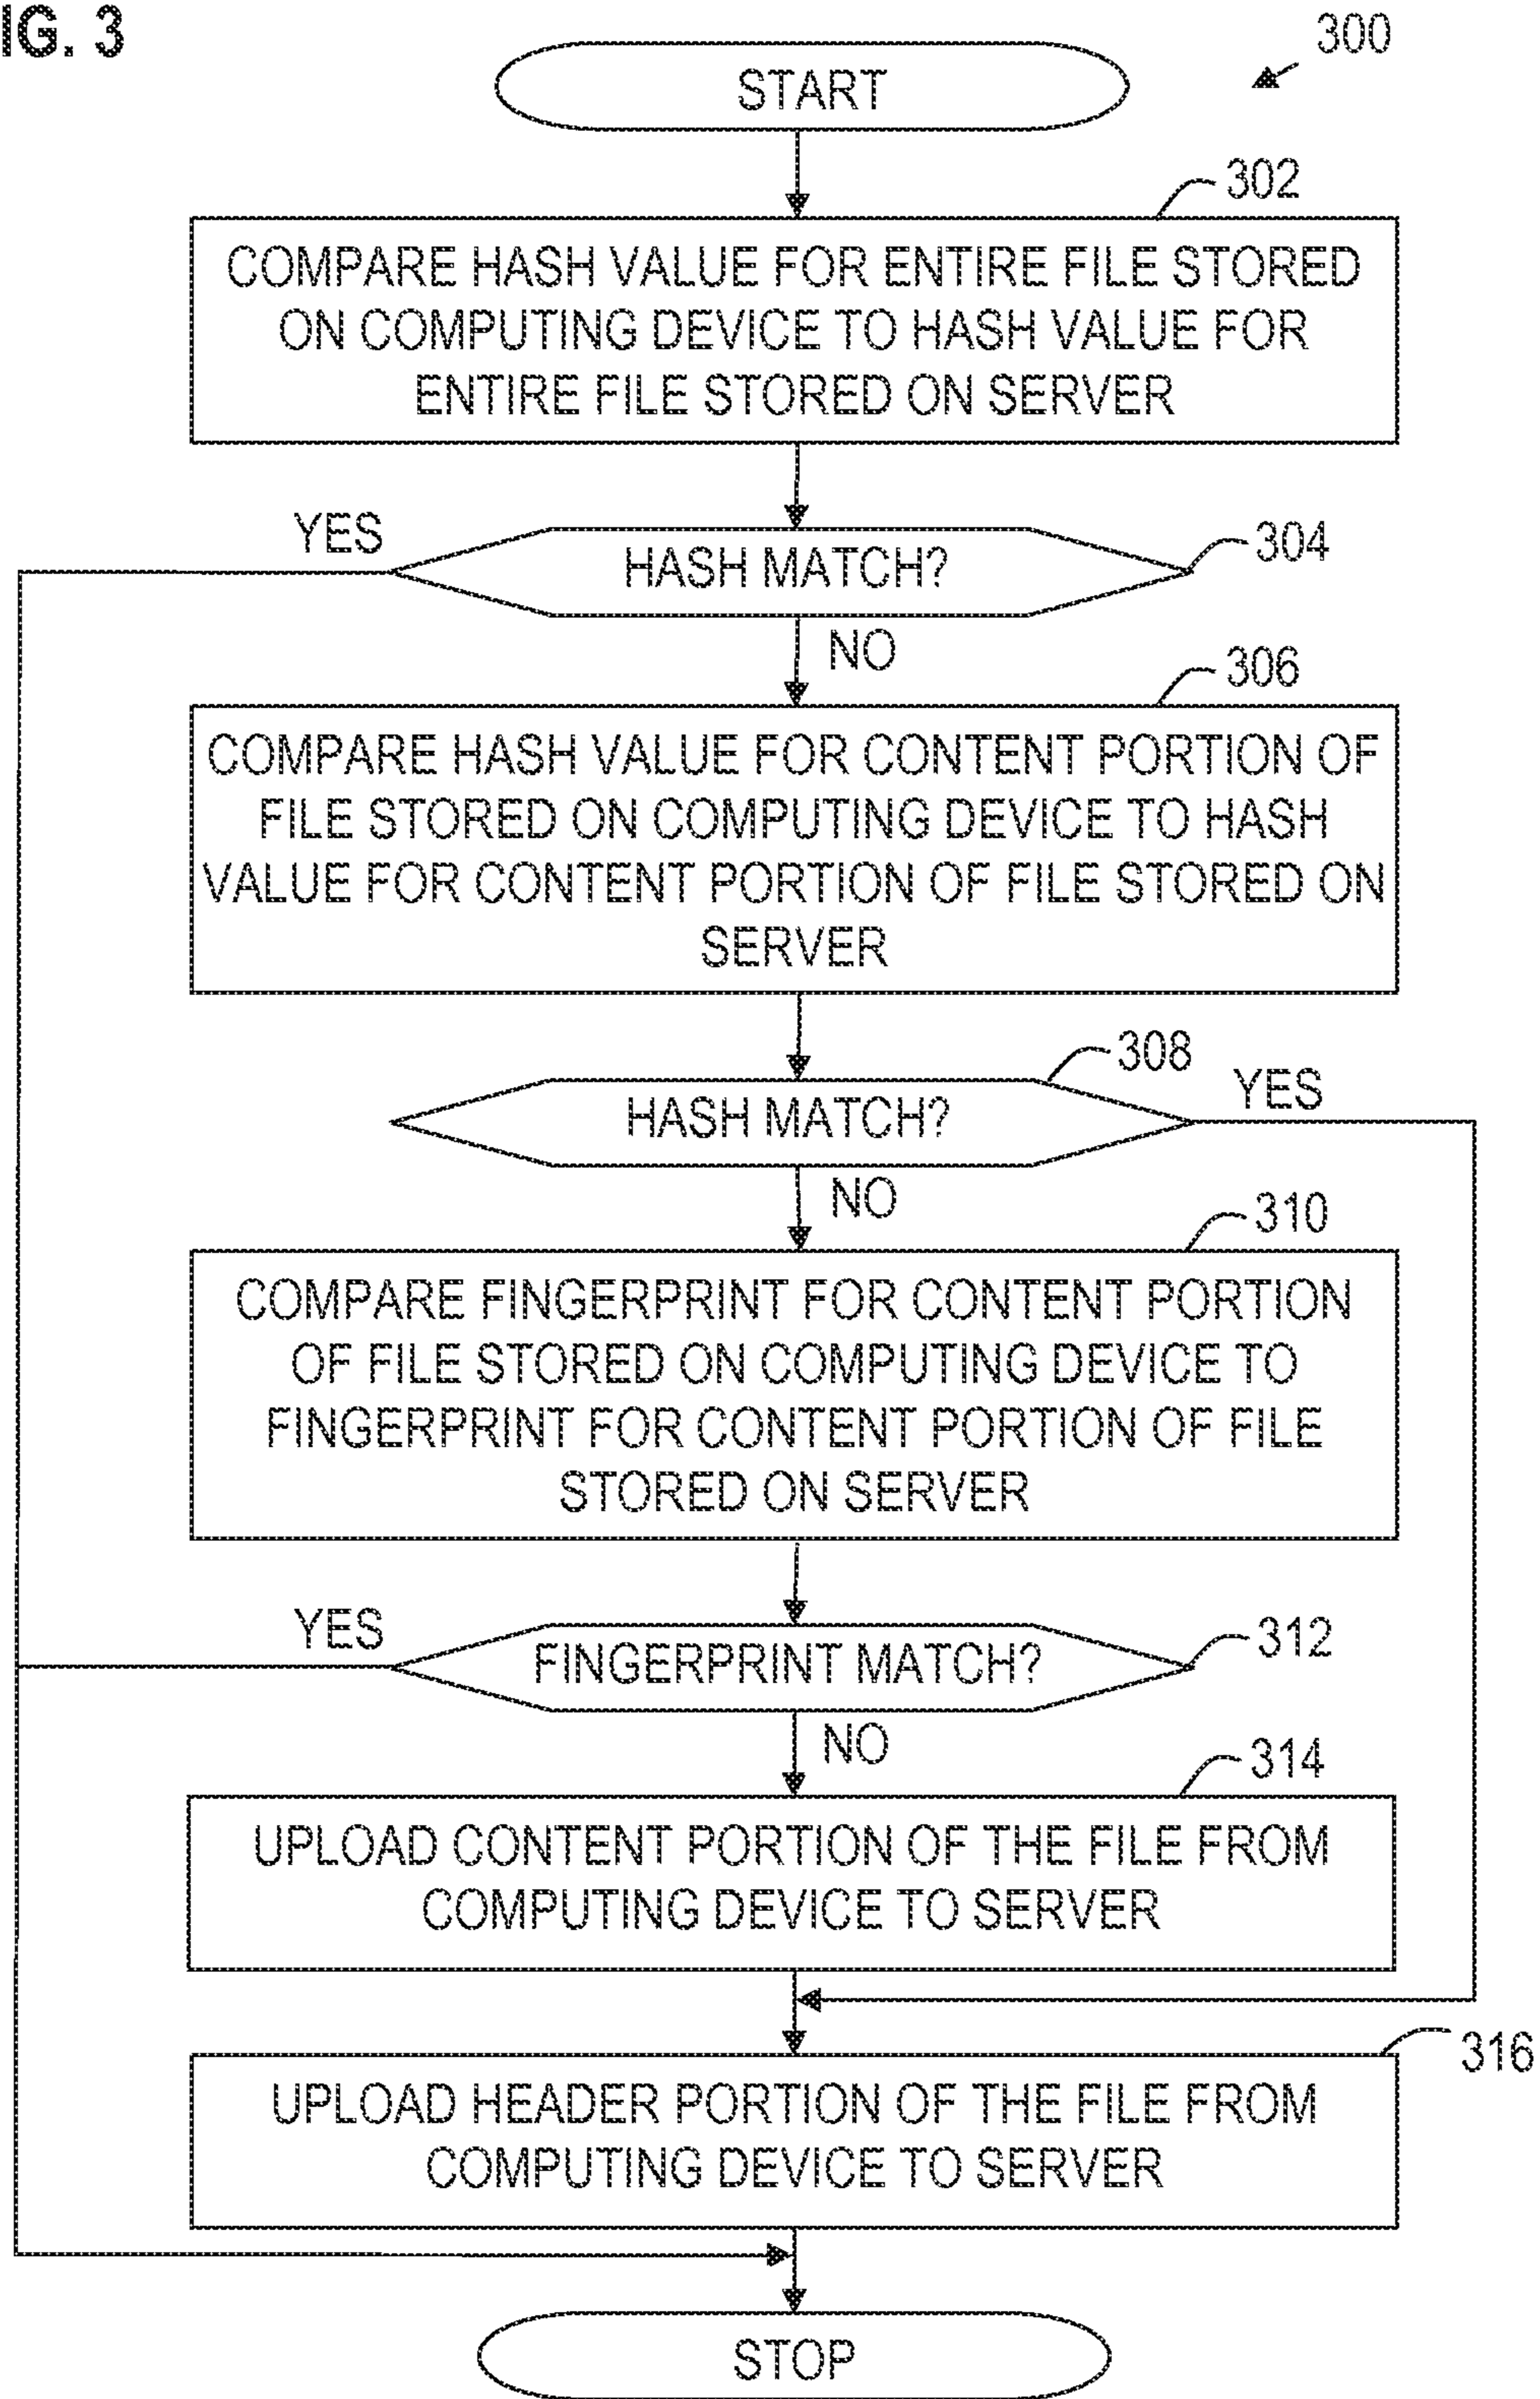 IG. 3
300
START
302
COMPARE HASH VALUE FOR ENTIRE FILE STORED
ON COMPUTING DEVICE TO HASH VALUE FOR
ENTIRE FILE STORED ON SERVER
YES
HASH MATCH?
304
NO
306
COMPARE HASH VALUE FOR CONTENT PORTION OF
FILE STORED ON COMPUTING DEVICE TO HASH
VALUE FOR CONTENT PORTION OF FILE STORED ON
SERVER
308
HASH MATCH?
YES
NO
310
COMPARE FINGERPRINT FOR CONTENT PORTION
OF FILE STORED ON COMPUTING DEVICE TO
FINGERPRINT FOR CONTENT PORTION OF FILE
STORED ON SERVER
YES
FINGERPRINT MATCH?
312
NO
314
UPLOAD CONTENT PORTION OF THE FILE FROM
COMPUTING DEVICE TO SERVER
316
UPLOAD HEADER PORTION OF THE FILE FROM
COMPUTING DEVICE TO SERVER
STOP